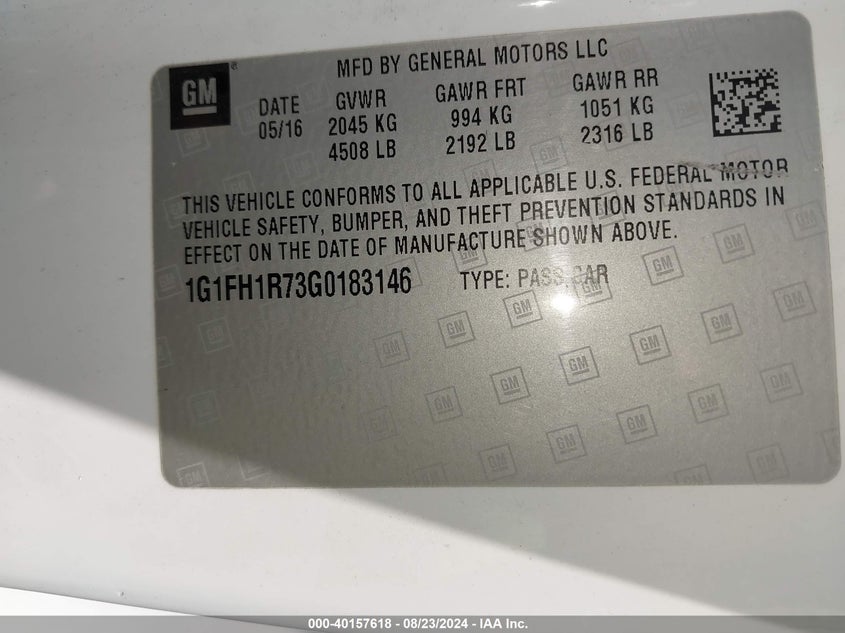 GM
MFD BY GENERAL MOTORS LLC
DATE GVWR GAWR FRT GAWR RR
05/16 2045 KG 994 KG 1051 KG
4508 LB 2192 LB 2316 LB
THIS VEHICLE CONFORMS TO ALL APPLICABLE U.S. FEDERAL MOTOR
VEHICLE SAFETY, BUMPER, AND THEFT PREVENTION STANDARDS IN
EFFECT ON THE DATE OF MANUFACTURE SHOWN ABOVE.
1G1FH1R73G0183146 TYPE: PASS.CAR
000-40157618 - 08/23/2024 - IAA Inc.